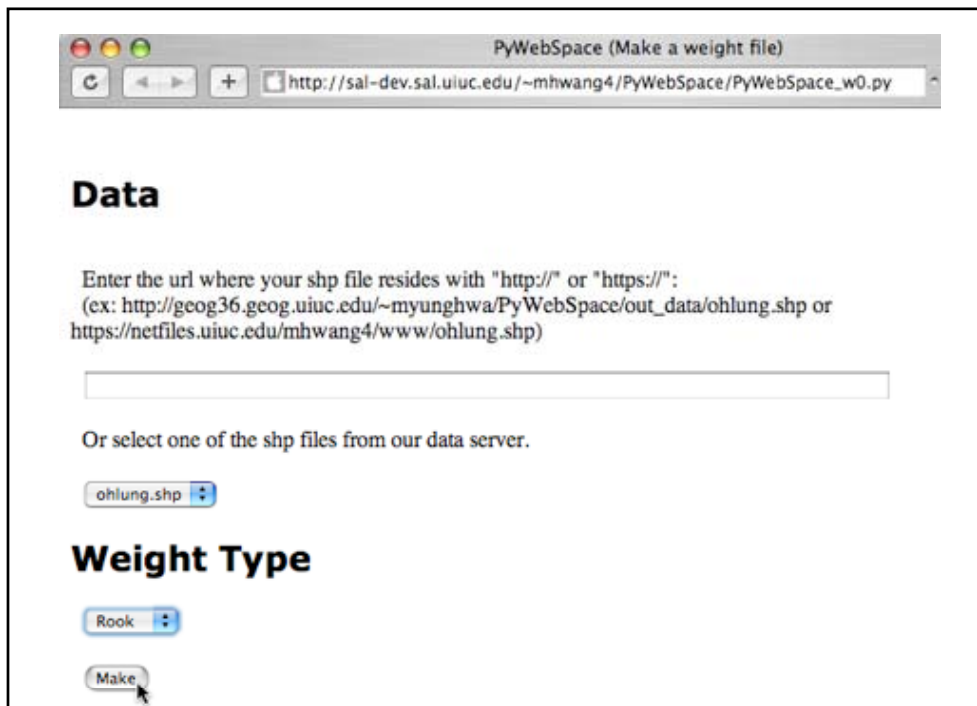 PyWebSpace (Make a weight file)
http://sal-dev.sal.uiuc.edu/~mhwang4/PyWebSpace/PyWebSpace_w0.py
Data
Enter the url where your shp file resides with "http://" or "https://":
(ex: http://geog36.geog.uiuc.edu/~myunghwa/PyWebSpace/out_data/ohlung.shp or
https://netfiles.uiuc.edu/mhwang4/www/ohlung.shp)
Or select one of the shp files from our data server.
ohlung.shp
Weight Type
Rook
Make